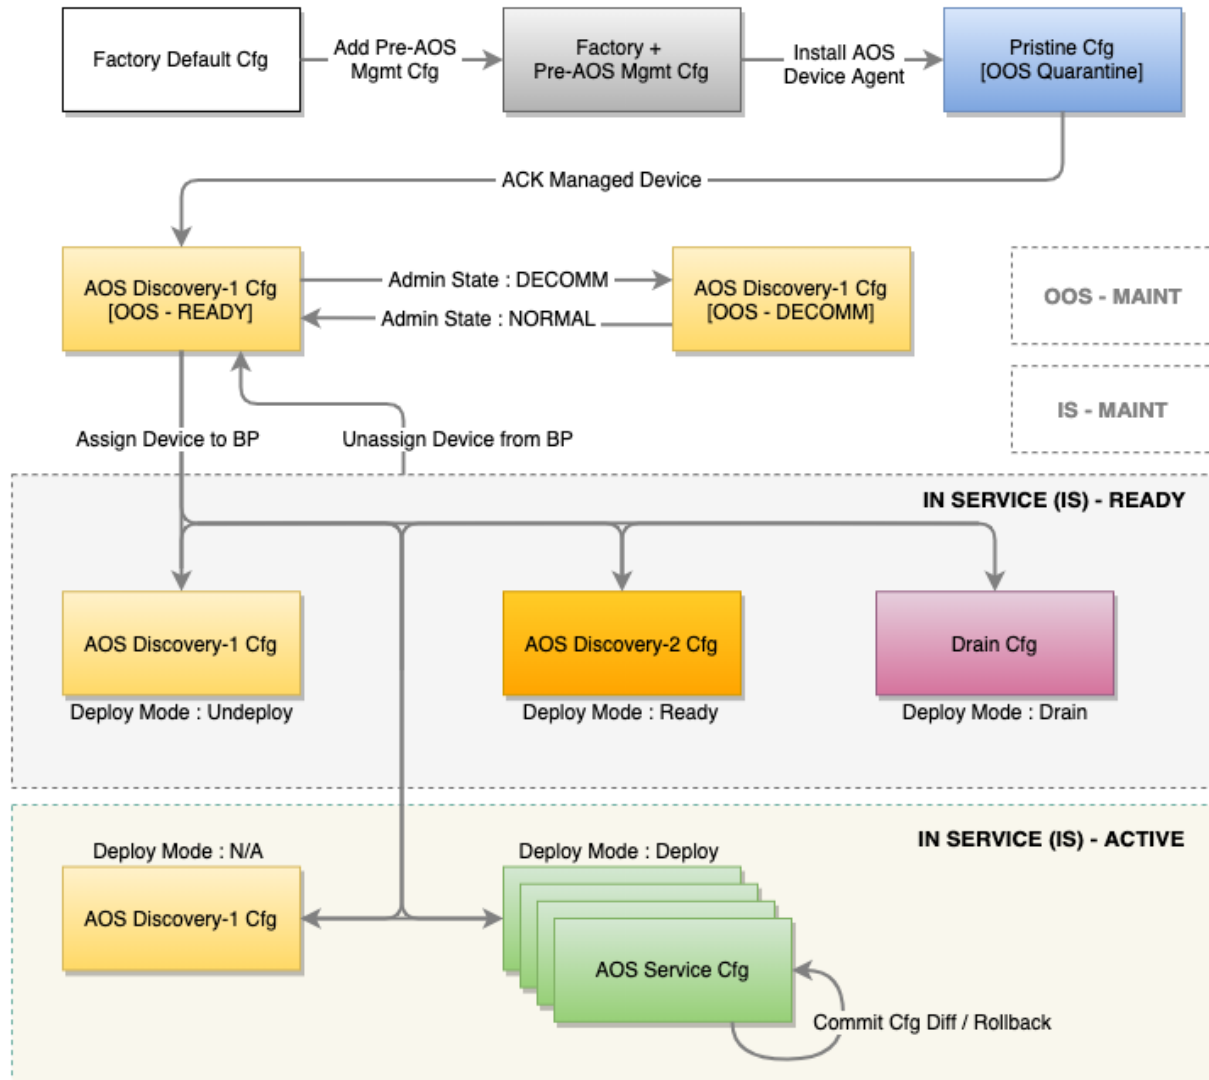 Factory Default Cfg
Add Pre-AOS
Mgmt Cfg
Factory +
Pre-AOS Mgmt Cfg
Install AOS
Device Agent
Pristine Cfg
[OOS Quarantine]
ACK Managed Device
AOS Discovery-1 Cfg
[OOS - READY]
Admin State : DECOMM
Admin State : NORMAL
AOS Discovery-1 Cfg
[OOS - DECOMM]
OOS - MAINT
IS - MAINT
Assign Device to BP
Unassign Device from BP
IN SERVICE (IS) - READY
AOS Discovery-1 Cfg
Deploy Mode : Undeploy
AOS Discovery-2 Cfg
Deploy Mode : Ready
Drain Cfg
Deploy Mode : Drain
IN SERVICE (IS) - ACTIVE
Deploy Mode : N/A
AOS Discovery-1 Cfg
Deploy Mode : Deploy
AOS Service Cfg
Commit Cfg Diff / Rollback